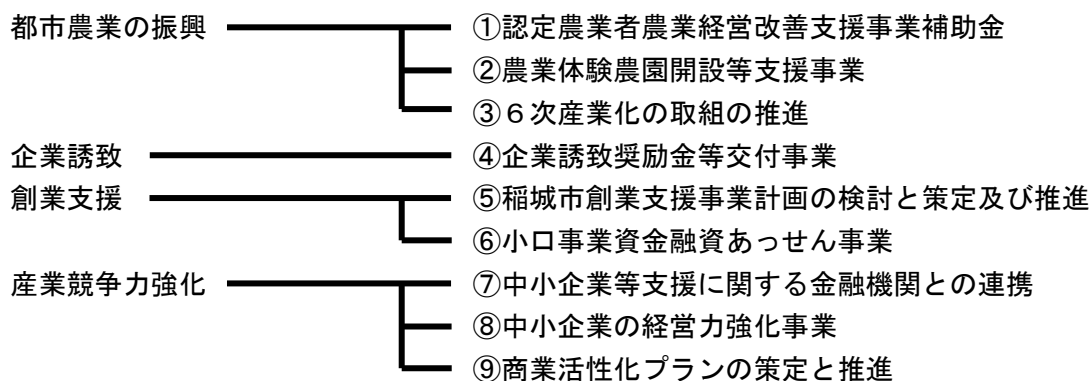 都市農業の振興 ①認定農業者農業経営改善支援事業補助金
②農業体験農園開設等支援事業
③６次産業化の取組の推進
企業誘致 ④企業誘致奨励金等交付事業
創業支援 ⑤稲城市創業支援事業計画の検討と策定及び推進
⑥小口事業資金融資あっせん事業
産業競争力強化 ⑦中小企業等支援に関する金融機関との連携
⑧中小企業の経営力強化事業
⑨商業活性化プランの策定と推進